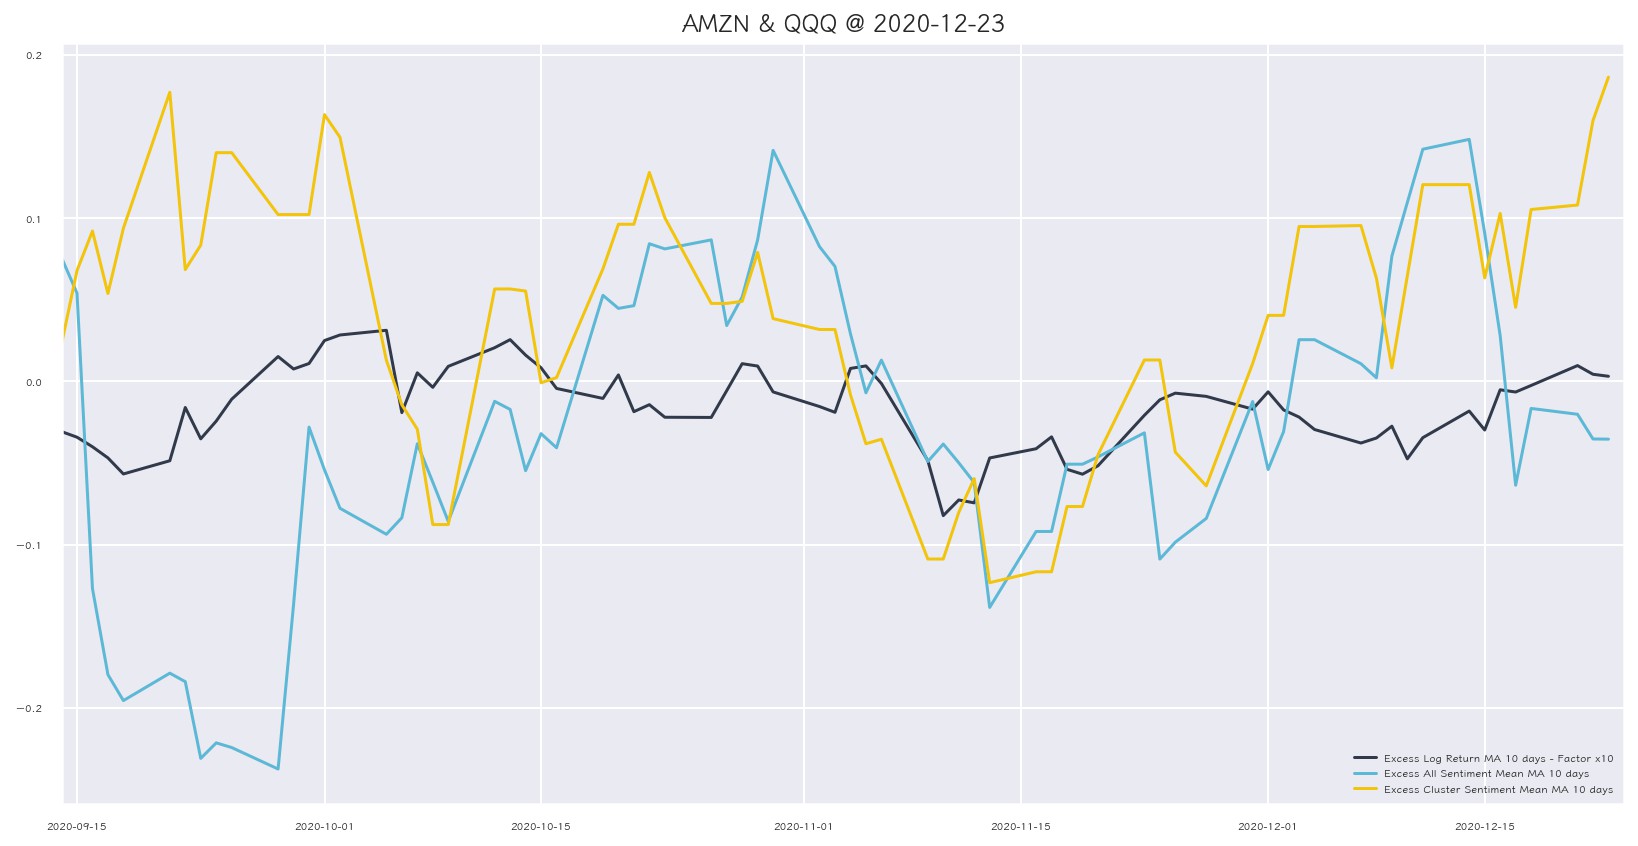 AMZN & QQQ @ 2020-12-23
0.2
0.1
0.0
−0.1
−0.2
2020-09-15 2020-10-01 2020-10-15 2020-11-01 2020-11-15 2020-12-01 2020-12-15
Excess Log Return MA 10 days - Factor x10
Excess All Sentiment Mean MA 10 days
Excess Cluster Sentiment Mean MA 10 days